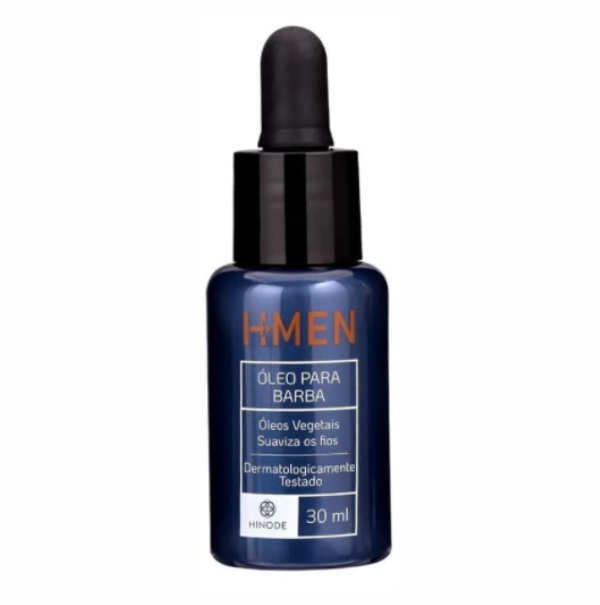 H+MEN
ÓLEO PARA
BARBA
Óleos Vegetais
Suaviza os fios
Dermatologicamente
Testado
HINODE
30 ml